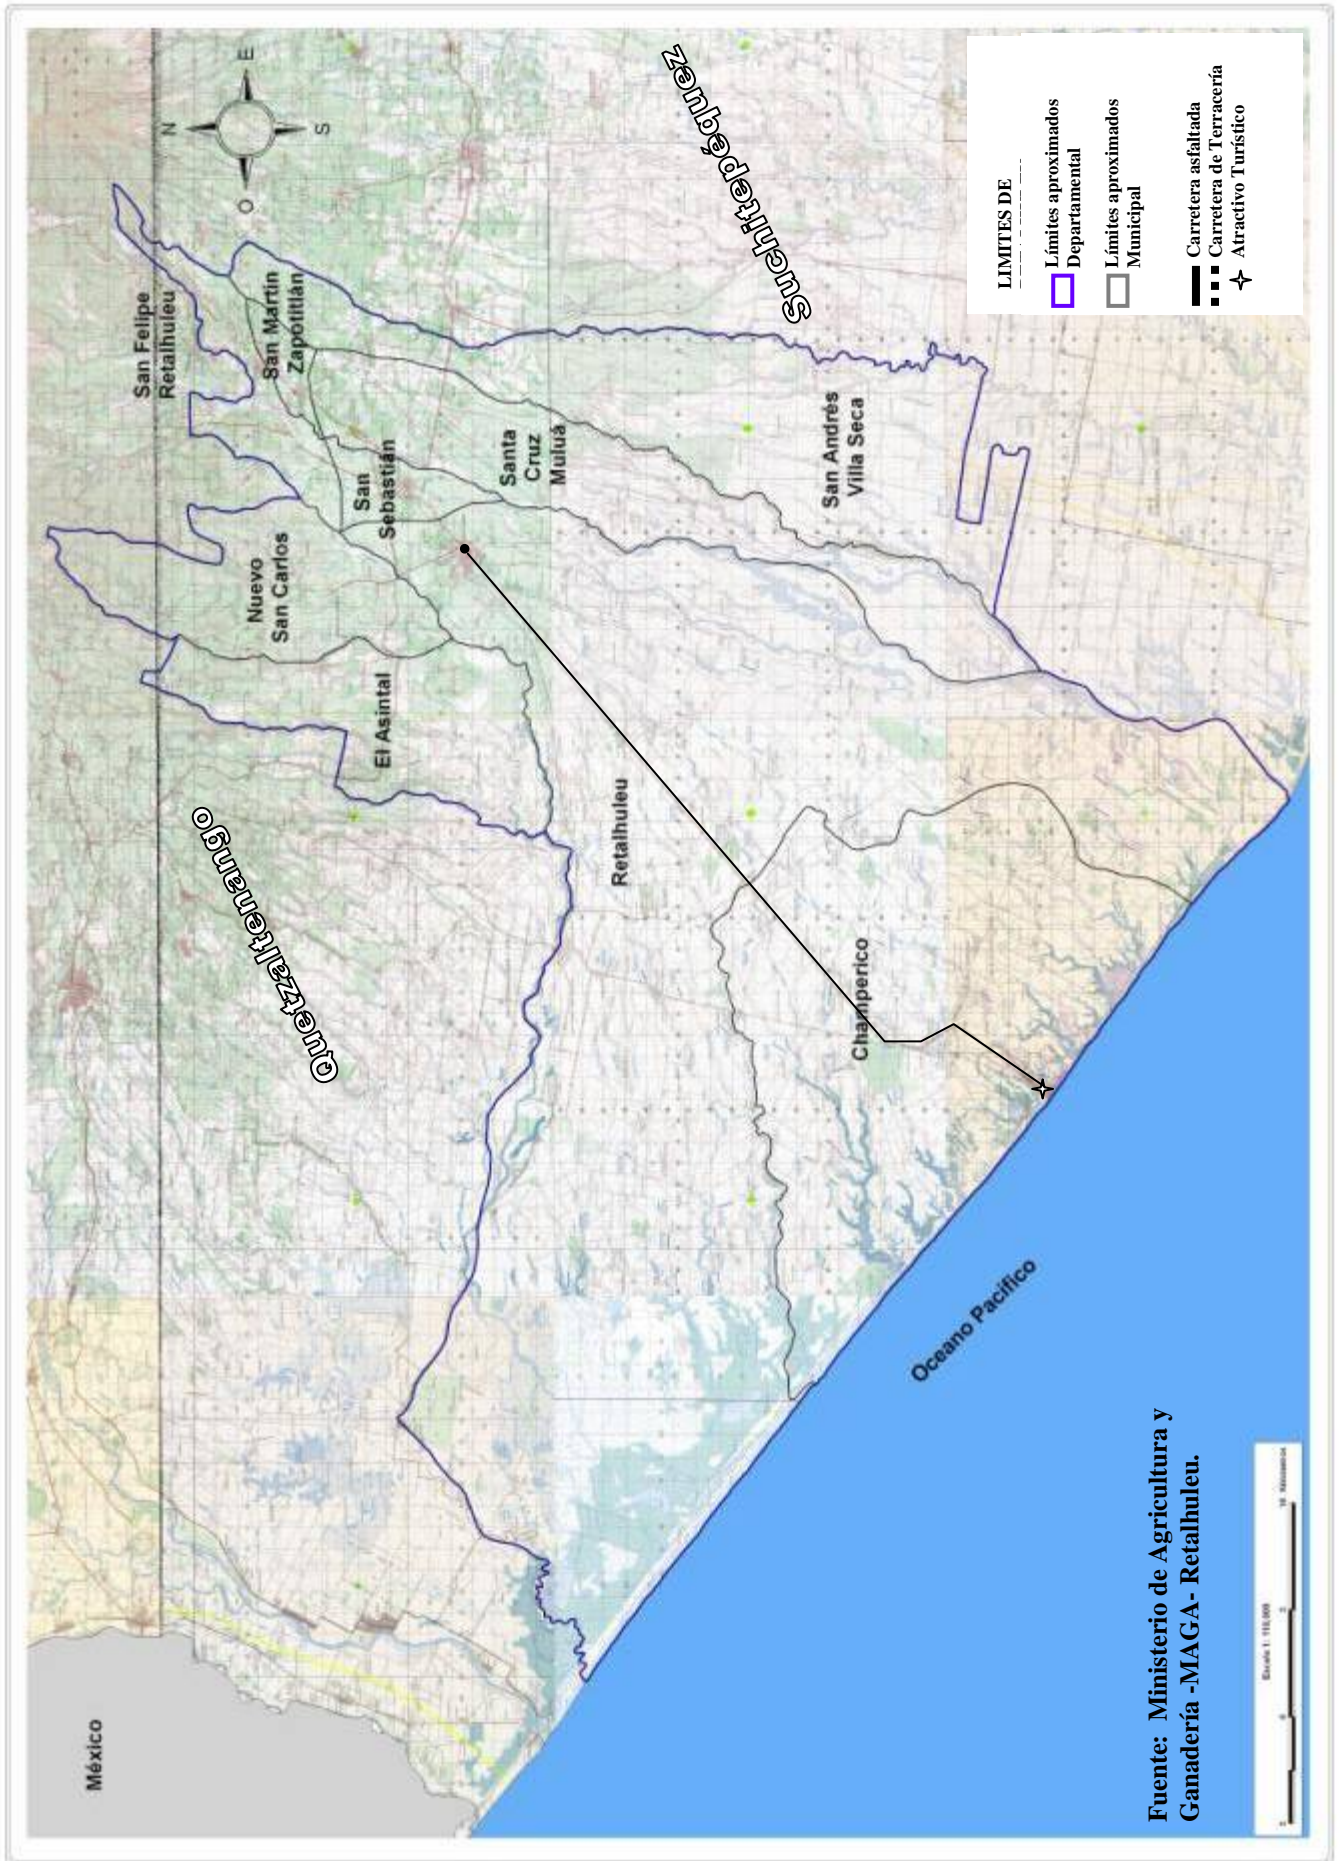 México
Quetzaltenango
Suchitepéquez
N
E
S
O
San Felipe
Retalhuleu
San Martin
Zapotitlán
Nuevo
San Carlos
San
Sebastián
Santa
Cruz
Muluá
El Asintal
San Andrés
Villa Seca
Retalhuleu
Champerico
Oceano Pacifico
LIMITES DE
Límites aproximados
Departamental
Límites aproximados
Municipal
Carretera asfaltada
Carretera de Terracería
Atractivo Turístico
Fuente: Ministerio de Agricultura y
Ganadería -MAGA- Retalhuleu.